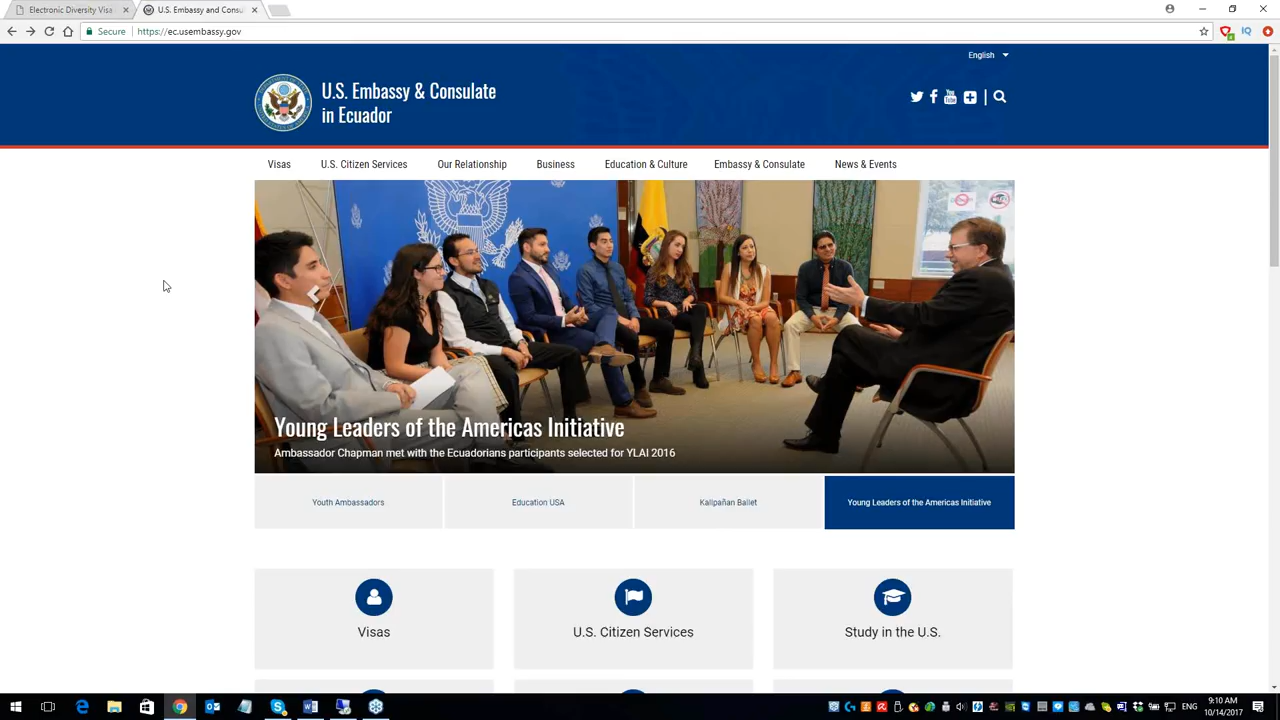 Electronic Diversity Visa
U.S. Embassy and Consu
Secure
https://ec.usembassy.gov
English
U.S. Embassy & Consulate
in Ecuador
Visas
U.S. Citizen Services
Our Relationship
Business
Education & Culture
Embassy & Consulate
News & Events
Young Leaders of the Americas Initiative
Ambassador Chapman met with the Ecuadorians participants selected for YLAI 2016
Youth Ambassadors
Education USA
Kallpañan Ballet
Young Leaders of the Americas Initiative
Visas
U.S. Citizen Services
Study in the U.S.
ENG
9:10 AM
10/14/2017